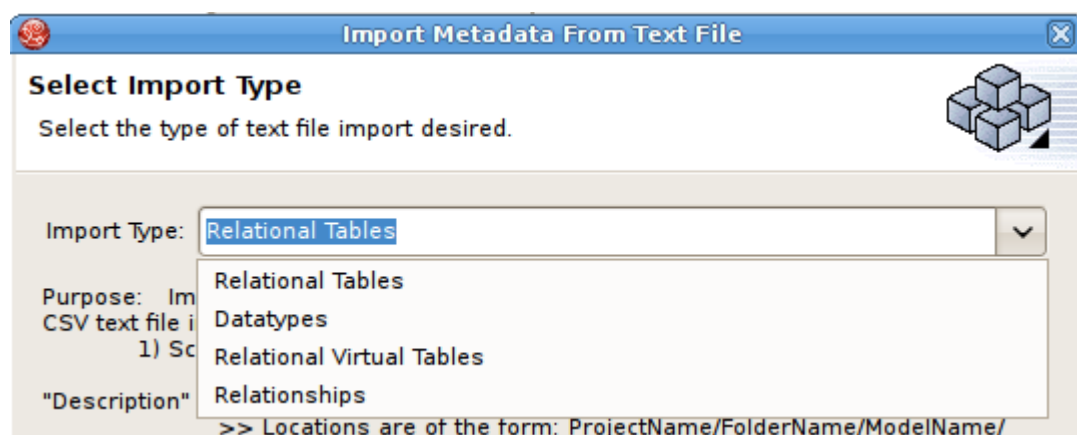 Import Metadata From Text File
Select Import Type
Select the type of text file import desired.
Import Type: Relational Tables
Relational Tables
Purpose: Im
CSV text file i
Datatypes
1) Sc
Relational Virtual Tables
"Description"
Relationships
>> Locations are of the form: ProjectName/FolderName/ModelName/